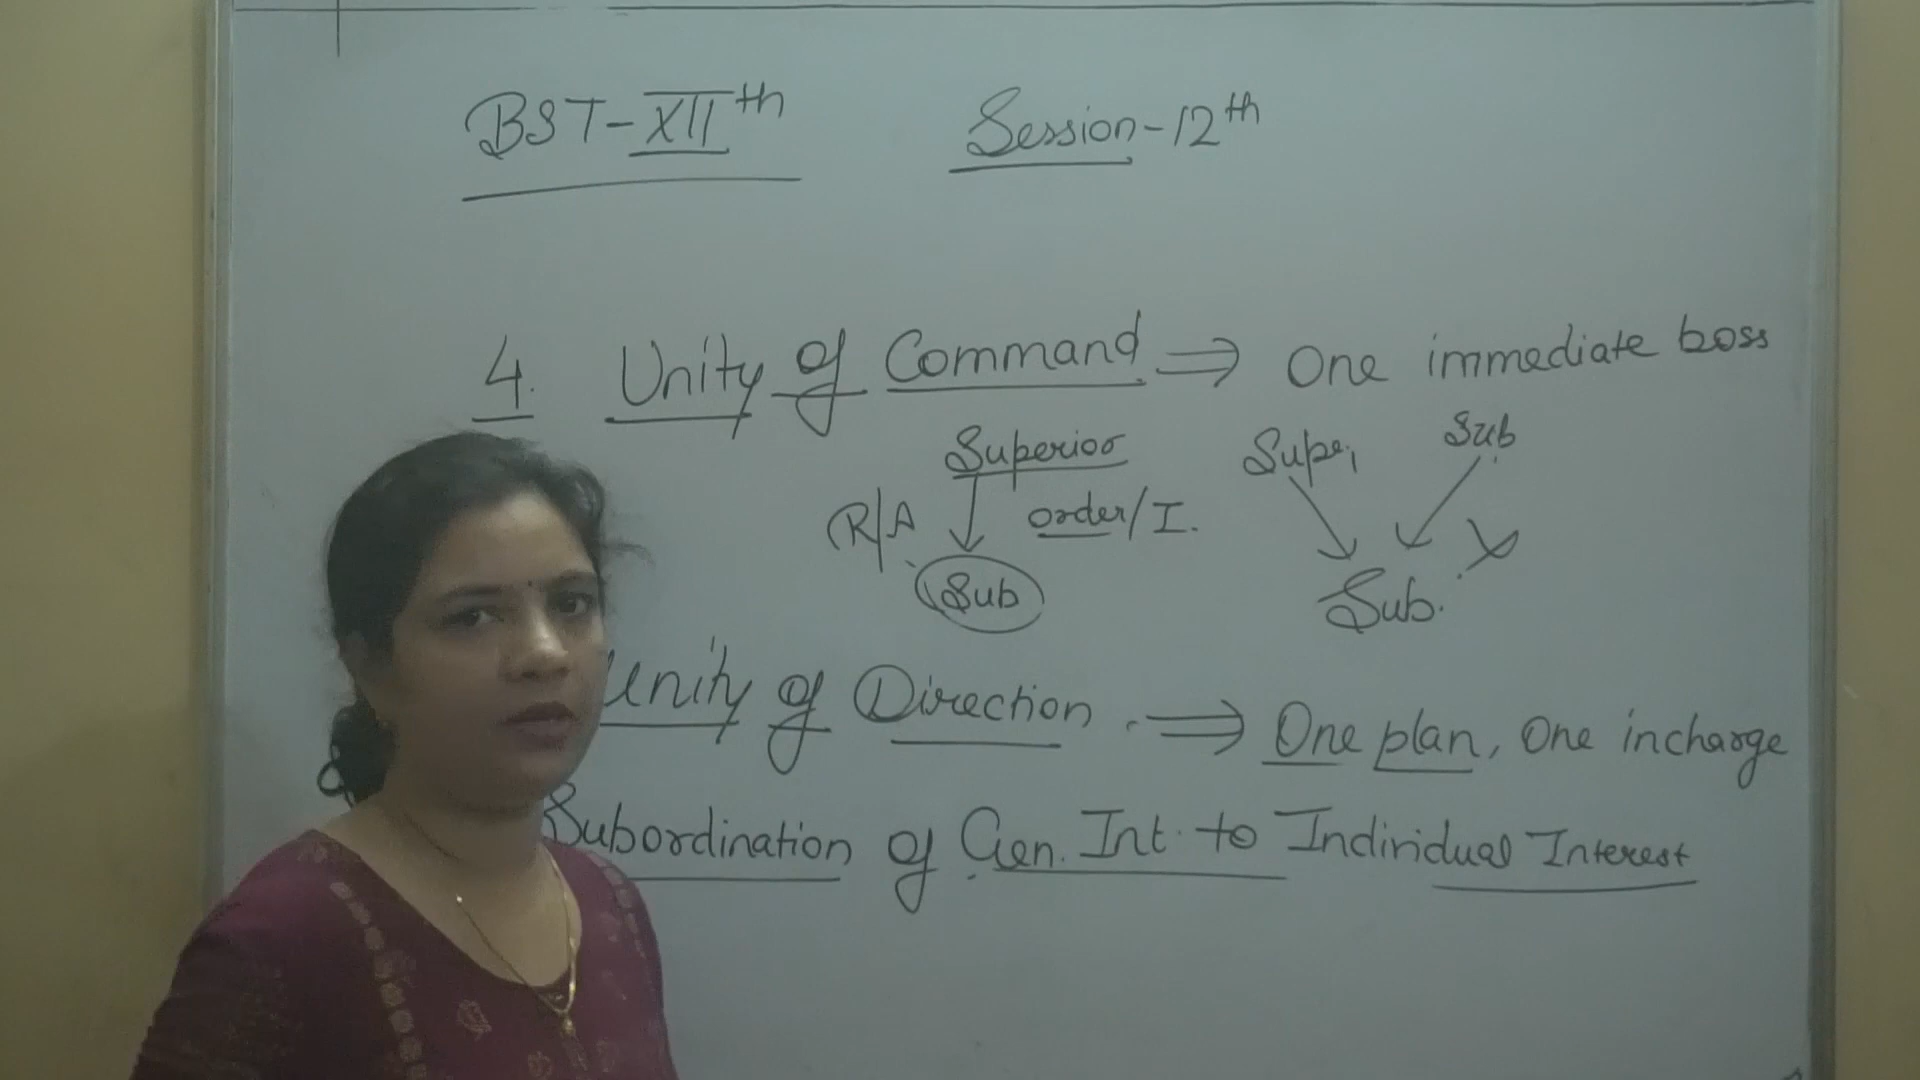 BST-XIIth Session-12th
4. Unity of Command ⇒ One immediate boss
Superior Supe, Sub
R/A order/I.
Sub Sub. X
Unity of Direction. ⇒ One plan, One incharge
Subordination of Gen. Int. to Individual Interest